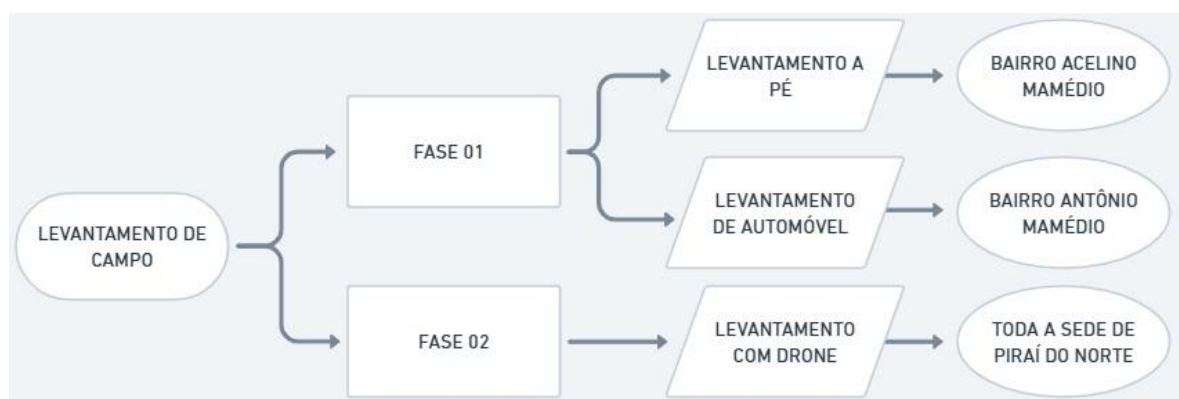 LEVANTAMENTO DE
CAMPO
FASE 01
LEVANTAMENTO A
PÉ
BAIRRO ACELINO
MAMÉDIO
LEVANTAMENTO
DE AUTOMÓVEL
BAIRRO ANTÔNIO
MAMÉDIO
FASE 02
LEVANTAMENTO
COM DRONE
TODA A SEDE DE
PIRAÍ DO NORTE